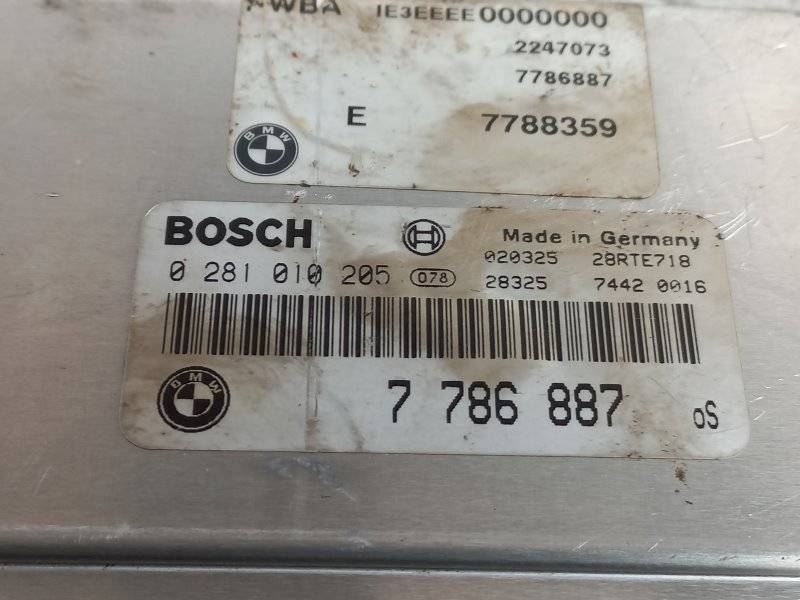 WBA 1E3EEEE0000000
2247073
7786887
E 7788359
BMW
BOSCH Made in Germany
020325 28RTE718
0 281 010 205 078 28325 7442 0016
BMW
7 786 887 oS